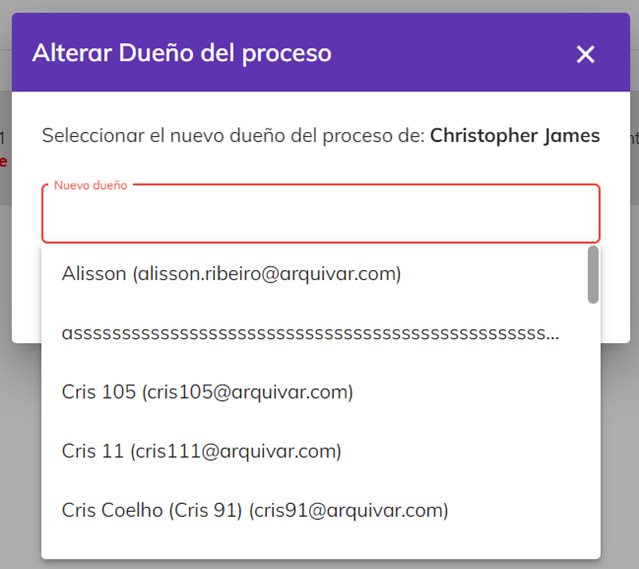 Alterar Dueño del proceso
Seleccionar el nuevo dueño del proceso de: Christopher James
Nuevo dueño
Alisson (alisson.ribeiro@arquivar.com)
asssssssssssssssssssssssssssssssssssssssssssssssss...
Cris 105 (cris105@arquivar.com)
Cris 11 (cris111@arquivar.com)
Cris Coelho (Cris 91) (cris91@arquivar.com)